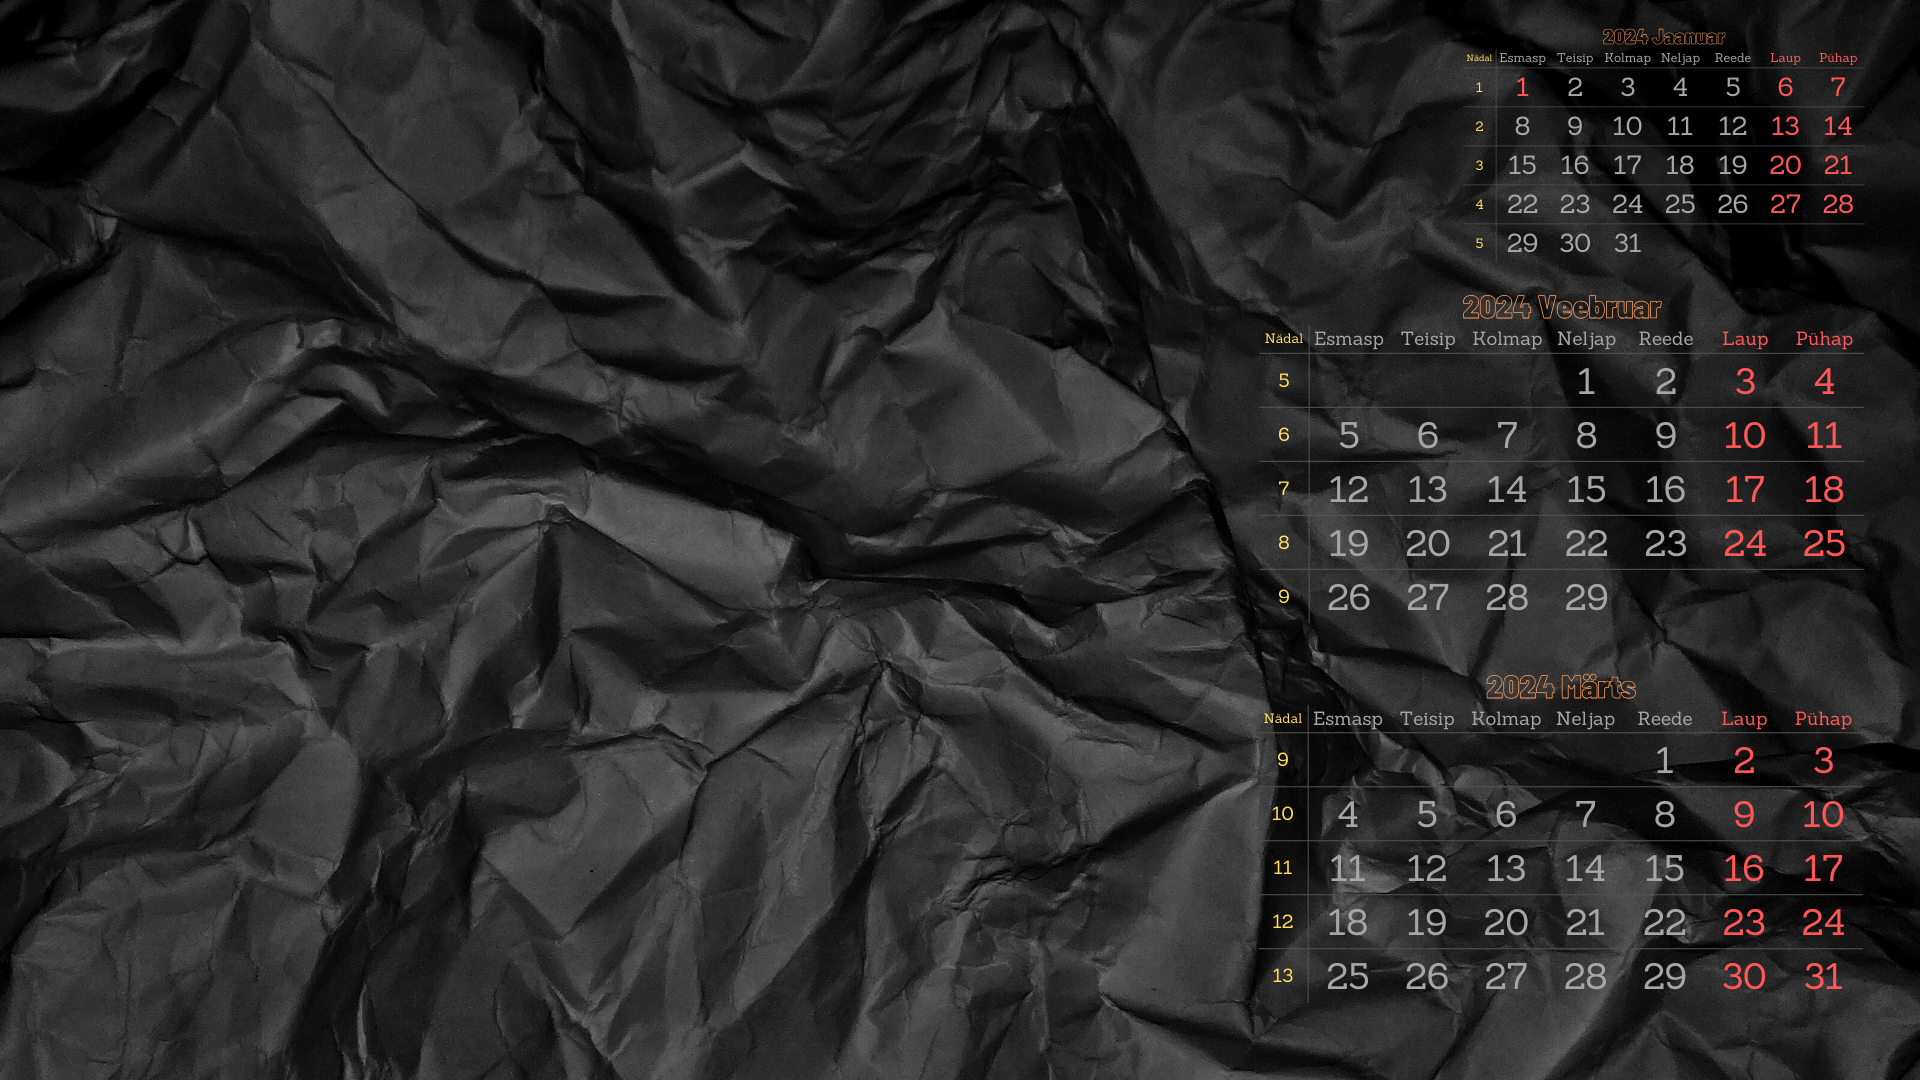 2024 Jaanuar
Nädal Esmasp Teisip Kolmap Neljap Reede Laup Pühap
1 1 2 3 4 5 6 7
2 8 9 10 11 12 13 14
3 15 16 17 18 19 20 21
4 22 23 24 25 26 27 28
5 29 30 31
2024 Veebruar
Nädal Esmasp Teisip Kolmap Neljap Reede Laup Pühap
5 1 2 3 4
6 5 6 7 8 9 10 11
7 12 13 14 15 16 17 18
8 19 20 21 22 23 24 25
9 26 27 28 29
2024 Märts
Nädal Esmasp Teisip Kolmap Neljap Reede Laup Pühap
9 1 2 3
10 4 5 6 7 8 9 10
11 11 12 13 14 15 16 17
12 18 19 20 21 22 23 24
13 25 26 27 28 29 30 31